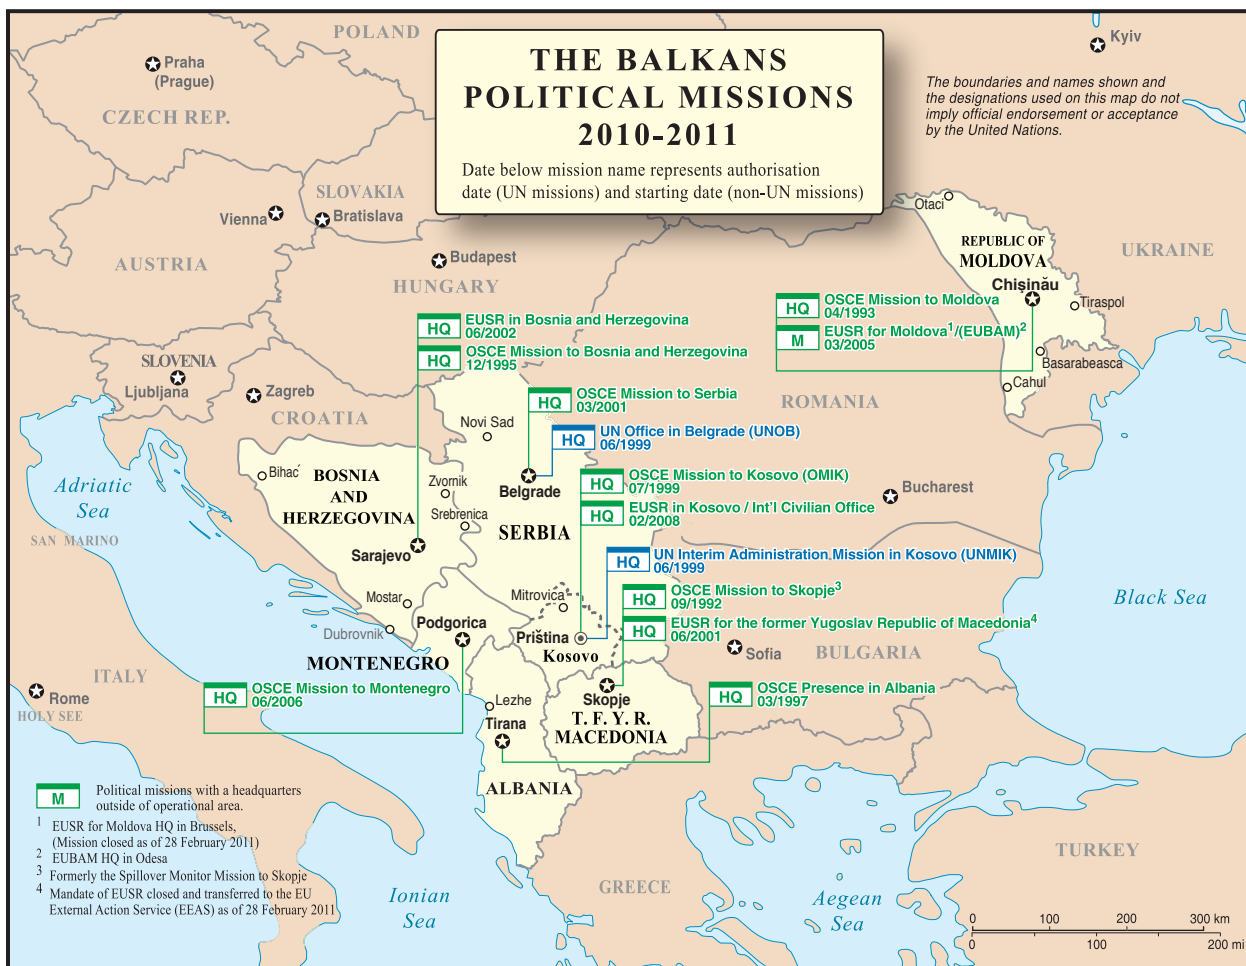 THE BALKANS
POLITICAL MISSIONS
2010-2011
Date below mission name represents authorisation
date (UN missions) and starting date (non-UN missions)
The boundaries and names shown and
the designations used on this map do not
imply official endorsement or acceptance
by the United Nations.
POLAND
Kyiv
Praha
(Prague)
CZECH REP.
SLOVAKIA
Vienna
Bratislava
Otaci
REPUBLIC OF
MOLDOVA
UKRAINE
AUSTRIA
Budapest
HUNGARY
Chişinău
Tiraspol
HQ
OSCE Mission to Moldova
04/1993
M
EUSR for Moldova1/(EUBAM)2
03/2005
HQ
EUSR in Bosnia and Herzegovina
06/2002
HQ
OSCE Mission to Bosnia and Herzegovina
12/1995
Basarabeasca
Cahul
SLOVENIA
Ljubljana
Zagreb
CROATIA
HQ
OSCE Mission to Serbia
03/2001
ROMANIA
Novi Sad
HQ
UN Office in Belgrade (UNOB)
06/1999
Bihać
BOSNIA
AND
HERZEGOVINA
Zvornik
Srebrenica
Belgrade
SERBIA
HQ
OSCE Mission to Kosovo (OMIK)
07/1999
HQ
EUSR in Kosovo / Int'l Civilian Office
02/2008
Bucharest
Adriatic
Sea
SAN MARINO
Sarajevo
HQ
UN Interim Administration Mission in Kosovo (UNMIK)
06/1999
Mostar
Mitrovica
HQ
OSCE Mission to Skopje3
09/1992
HQ
EUSR for the former Yugoslav Republic of Macedonia4
06/2001
Black Sea
Dubrovnik
Podgorica
Priština
Kosovo
Sofia
BULGARIA
MONTENEGRO
ITALY
Rome
HOLY SEE
HQ
OSCE Mission to Montenegro
06/2006
Lezhe
Tirana
Skopje
T. F. Y. R.
MACEDONIA
HQ
OSCE Presence in Albania
03/1997
ALBANIA
M
Political missions with a headquarters
outside of operational area.
1 EUSR for Moldova HQ in Brussels,
(Mission closed as of 28 February 2011)
2 EUBAM HQ in Odesa
3 Formerly the Spillover Monitor Mission to Skopje
4 Mandate of EUSR closed and transferred to the EU
External Action Service (EEAS) as of 28 February 2011
Ionian
Sea
GREECE
Aegean
Sea
TURKEY
0 100 200 300 km
0 100 200 mi